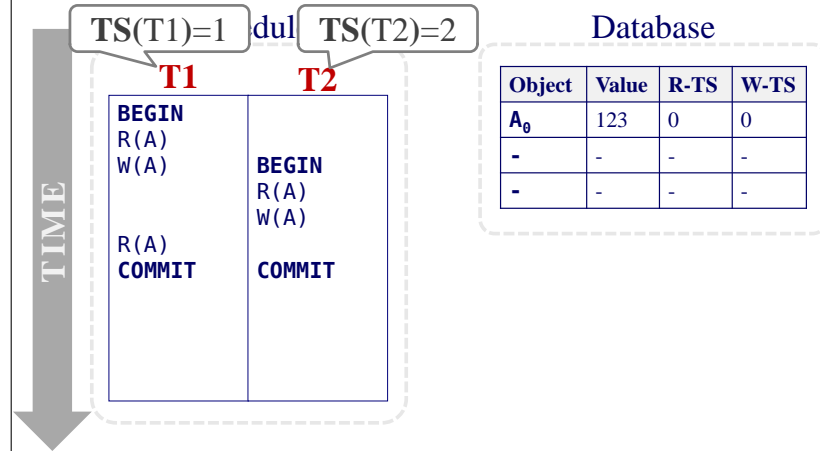 TS(T1)=1 edul TS(T2)=2 Database
T1 T2
BEGIN
R(A)
W(A) BEGIN
R(A)
W(A)
R(A)
COMMIT COMMIT
Object Value R-TS W-TS
A₀ 123 0 0
- - - -
- - - -
TIME